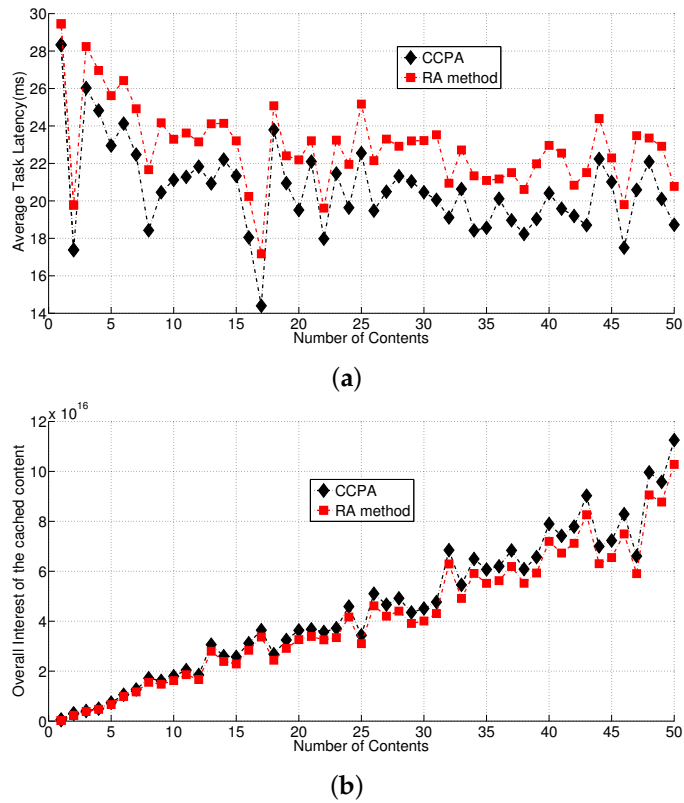 30
28
26
24
22
20
18
16
14
Average Task Latency(ms)
CCPA
RA method
0 5 10 15 20 25 30 35 40 45 50
Number of Contents
(a)
x 10^16
12
10
8
6
4
2
0
Overall Interest of the cached content
CCPA
RA method
0 5 10 15 20 25 30 35 40 45 50
Number of Contents
(b)